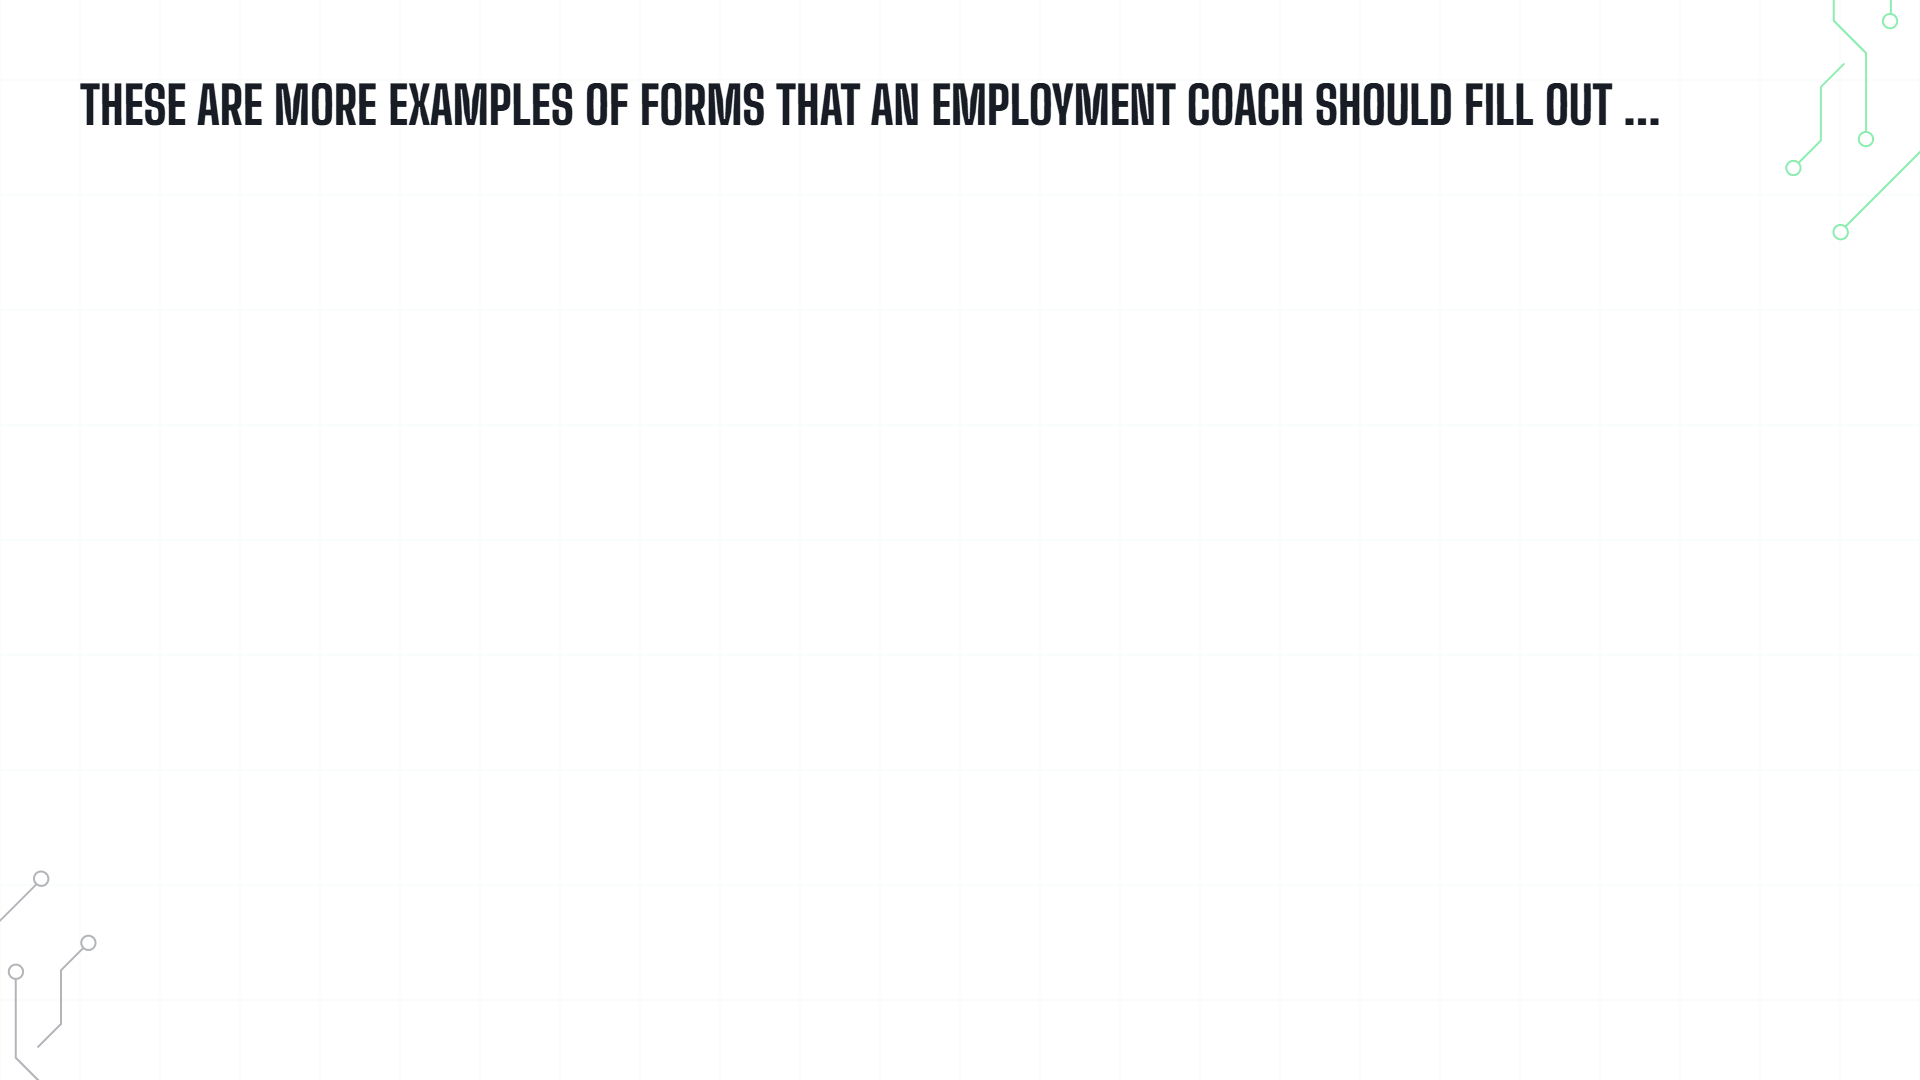 THESE ARE MORE EXAMPLES OF FORMS THAT AN EMPLOYMENT COACH SHOULD FILL OUT ...